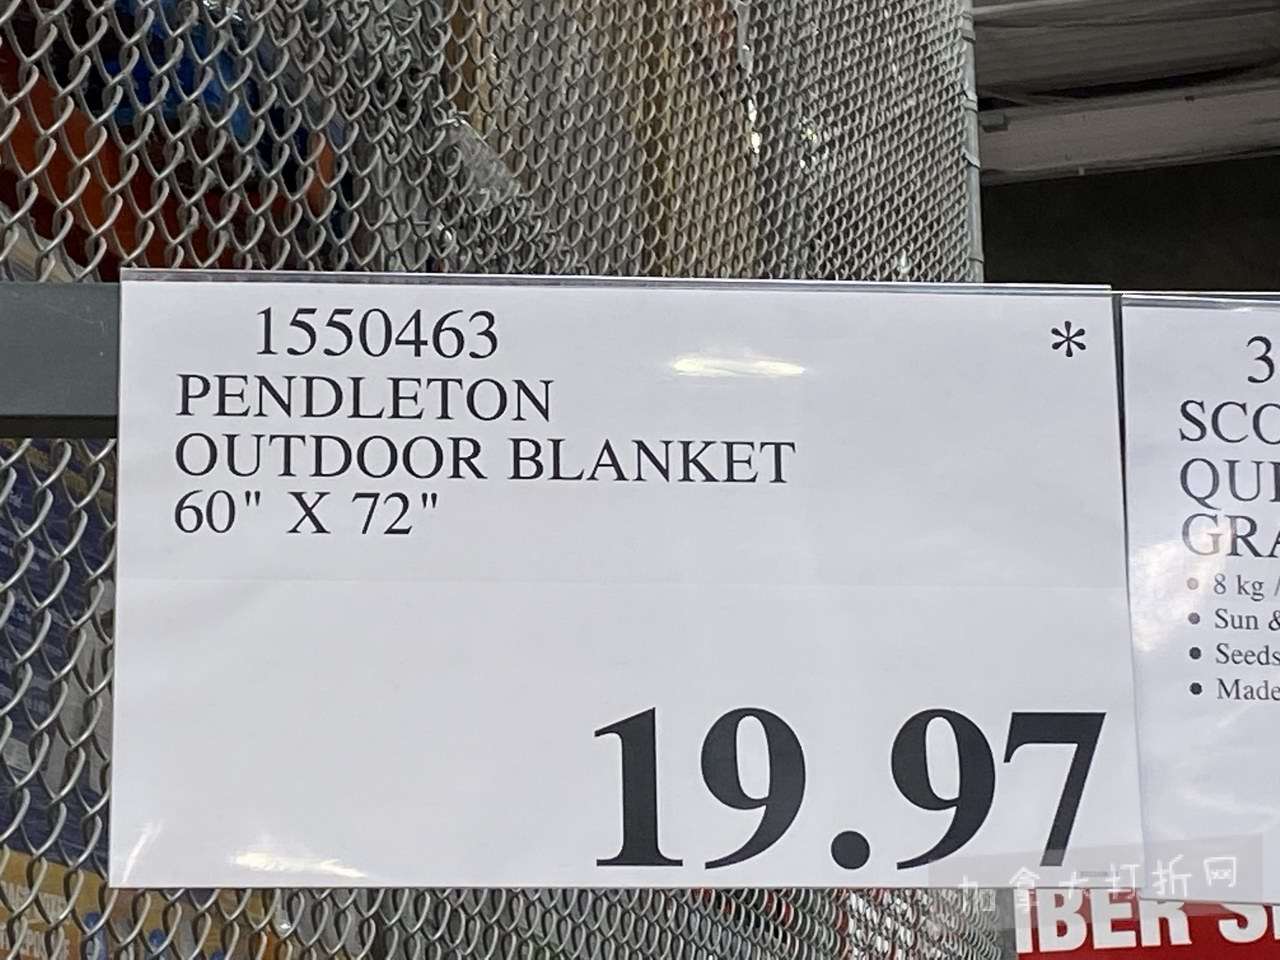 1550463
*
PENDLETON
OUTDOOR BLANKET
60" X 72"
19.97
3
SCO
QU
GRA
• 8 kg /
• Sun &
• Seeds
• Made
加拿大打折网
IBER S